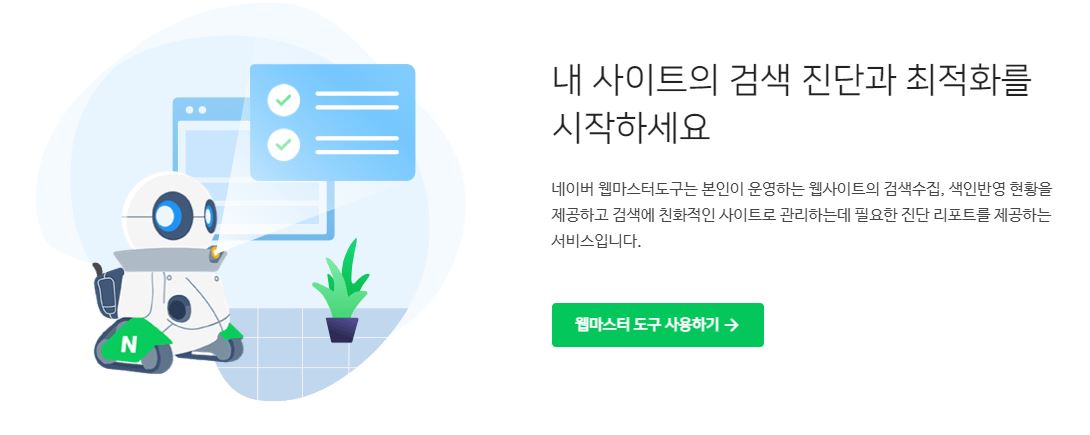 내 사이트의 검색 진단과 최적화를
시작하세요
네이버 웹마스터도구는 본인이 운영하는 웹사이트의 검색수집, 색인반영 현황을
제공하고 검색에 친화적인 사이트로 관리하는데 필요한 진단 리포트를 제공하는
서비스입니다.
웹마스터 도구 사용하기 →
N